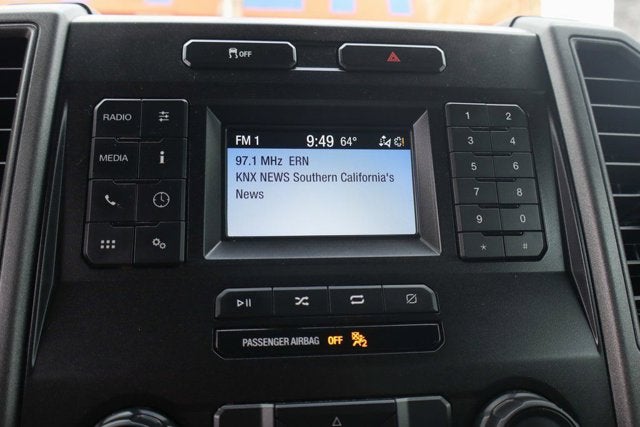 OFF
FM 1 9:49 64°
97.1 MHz ERN
KNX NEWS Southern California's
News
RADIO
MEDIA i
1 2
3 4
5 6
7 8
9 0
* #
PASSENGER AIRBAG OFF 2